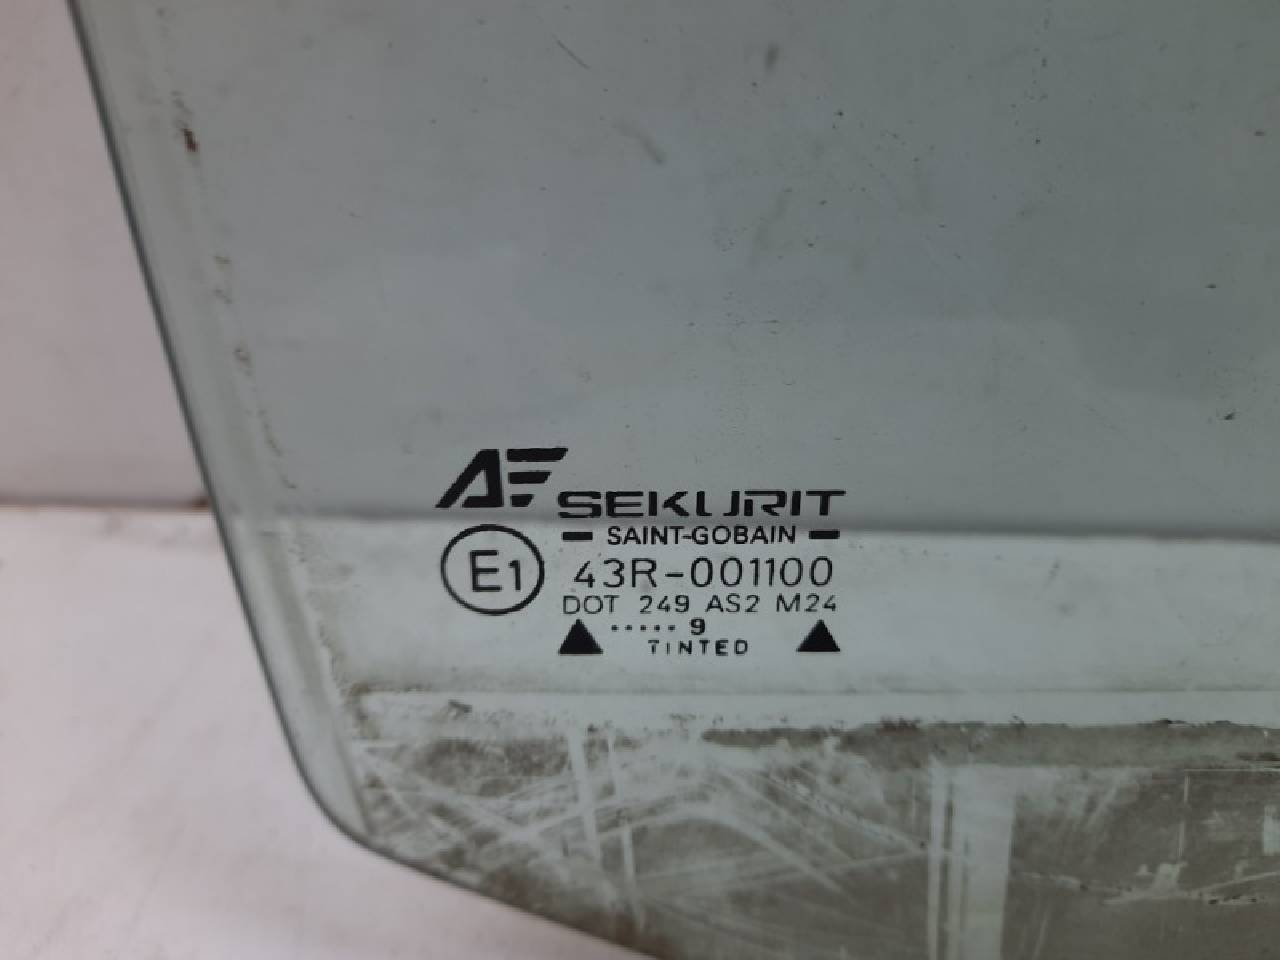 AF SEKURIT
SAINT-GOBAIN
E1 43R-001100
DOT 249 AS2 M24
.....9
TINTED